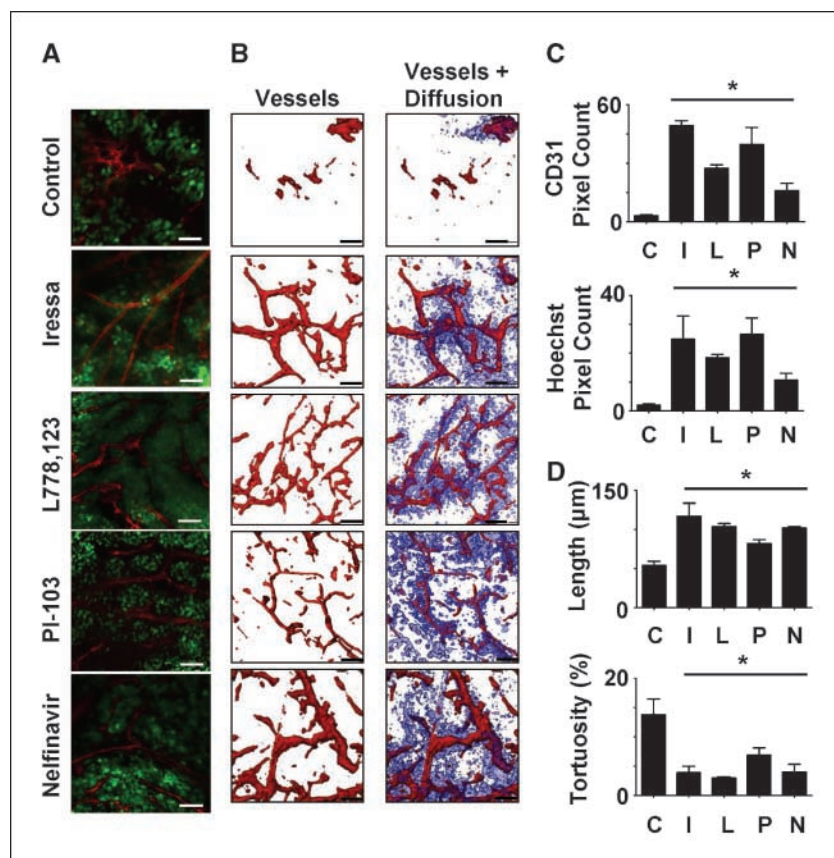 A
B
C
D
Vessels
Vessels +
Diffusion
Control
Iressa
L778,123
PI-103
Nelfinavir
*
60
CD31
Pixel Count
0
C I L P N
*
40
Hoechst
Pixel Count
0
C I L P N
*
150
Length (µm)
0
C I L P N
*
20
Tortuosity (%)
0
C I L P N